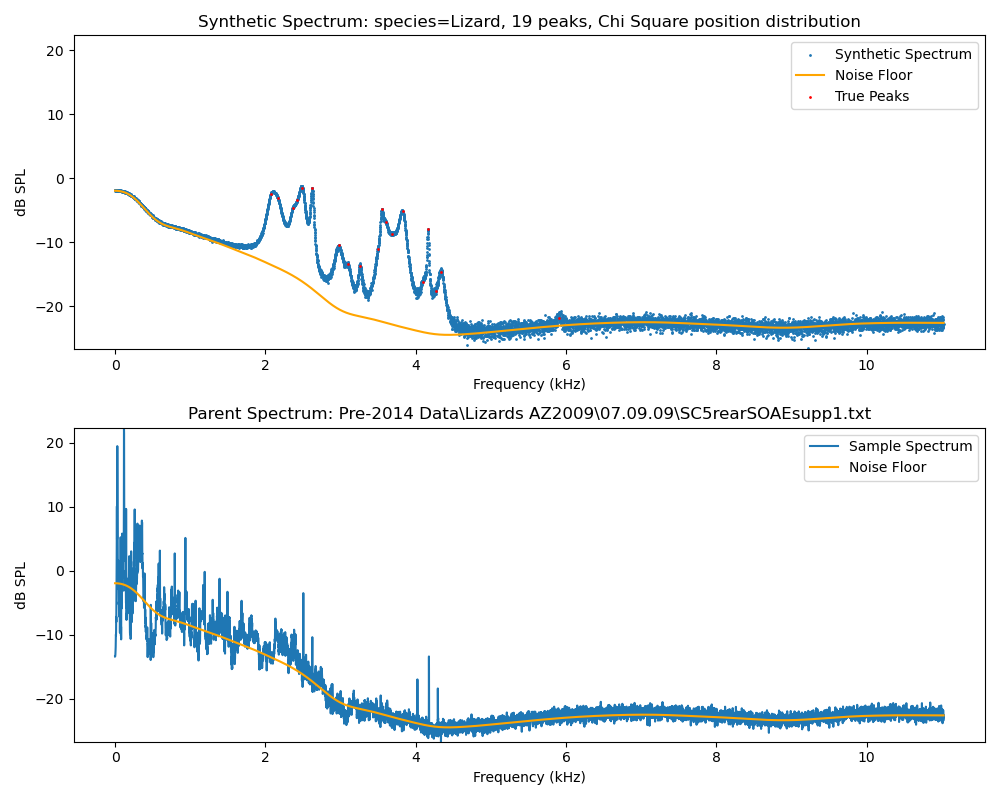 Synthetic Spectrum: species=Lizard, 19 peaks, Chi Square position distribution
20
10
0
−10
−20
dB SPL
Synthetic Spectrum
Noise Floor
True Peaks
0 2 4 6 8 10
Frequency (kHz)
Parent Spectrum: Pre-2014 Data\Lizards AZ2009\07.09.09\SC5rearSOAEsupp1.txt
20
10
0
−10
−20
dB SPL
Sample Spectrum
Noise Floor
0 2 4 6 8 10
Frequency (kHz)